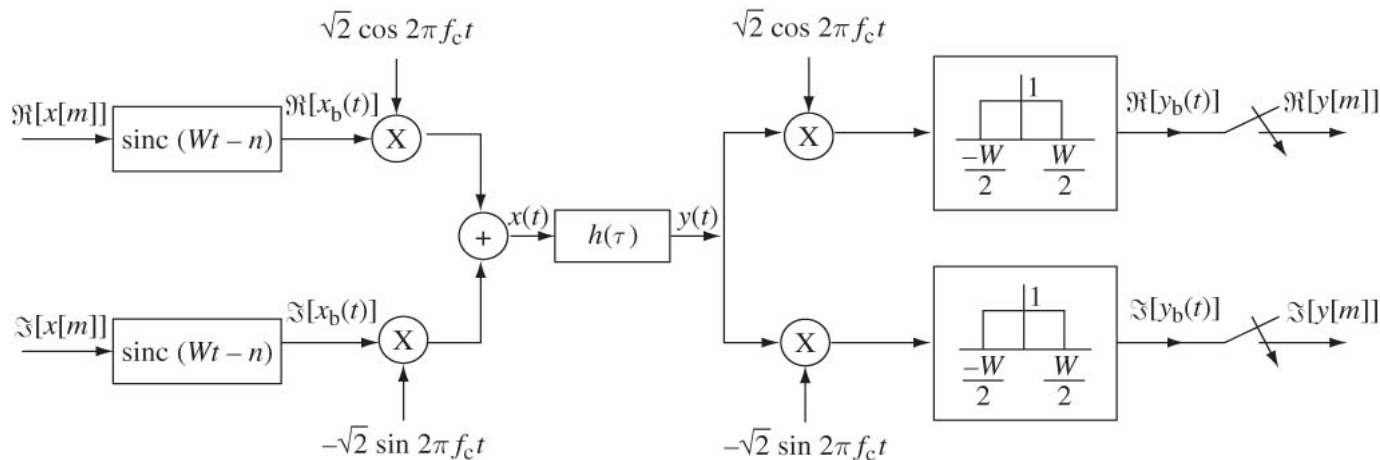 √2 cos 2πf_c t
√2 cos 2πf_c t
ℜ[x[m]]
sinc (Wt – n)
ℜ[x_b(t)]
X
X
1
–W/2
W/2
ℜ[y_b(t)]
ℜ[y[m]]
+
x(t)
h(τ)
y(t)
ℑ[x[m]]
sinc (Wt – n)
ℑ[x_b(t)]
X
X
1
–W/2
W/2
ℑ[y_b(t)]
ℑ[y[m]]
–√2 sin 2πf_c t
–√2 sin 2πf_c t